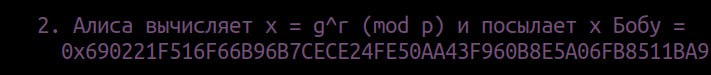 2. Алиса вычисляет x = g^r (mod p) и посылает x Бобу =
0x690221F516F66B96B7CECE24FE50AA43F960B8E5A06FB8511BA9